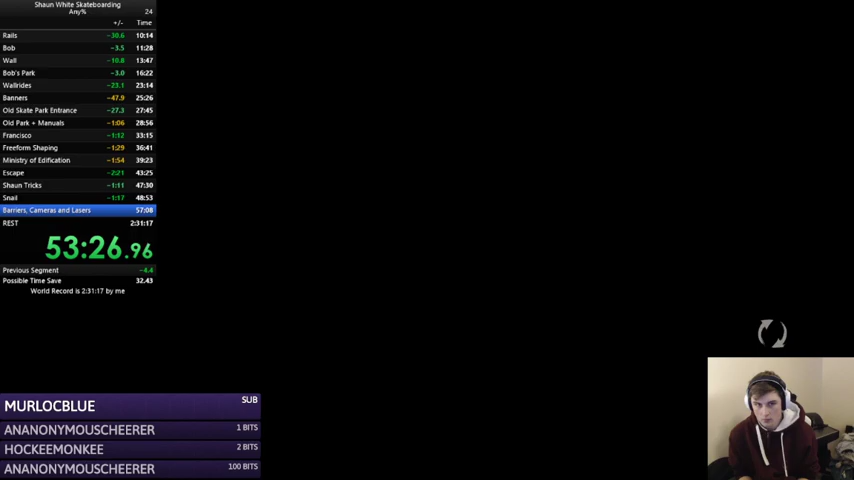 Shaun White Skateboarding
Any% 24
+/- Time
Rails -30.6 10:14
Bob -3.5 11:28
Wall -10.8 13:47
Bob's Park -3.0 16:22
Wallrides -23.1 23:14
Banners -47.9 25:26
Old Skate Park Entrance -27.3 27:45
Old Park + Manuals -1:06 28:56
Francisco -1:12 33:15
Freeform Shaping -1:29 36:41
Ministry of Edification -1:54 39:23
Escape -2:21 43:25
Shaun Tricks -1:11 47:30
Snail -1:17 48:53
Barriers, Cameras and Lasers 57:08
REST 2:31:17
53:26.96
Previous Segment -4.4
Possible Time Save 32.43
World Record is 2:31:17 by me
MURLOCBLUE SUB
ANANONYMOUSCHEERER 1 BITS
HOCKEEMONKEE 2 BITS
ANANONYMOUSCHEERER 100 BITS